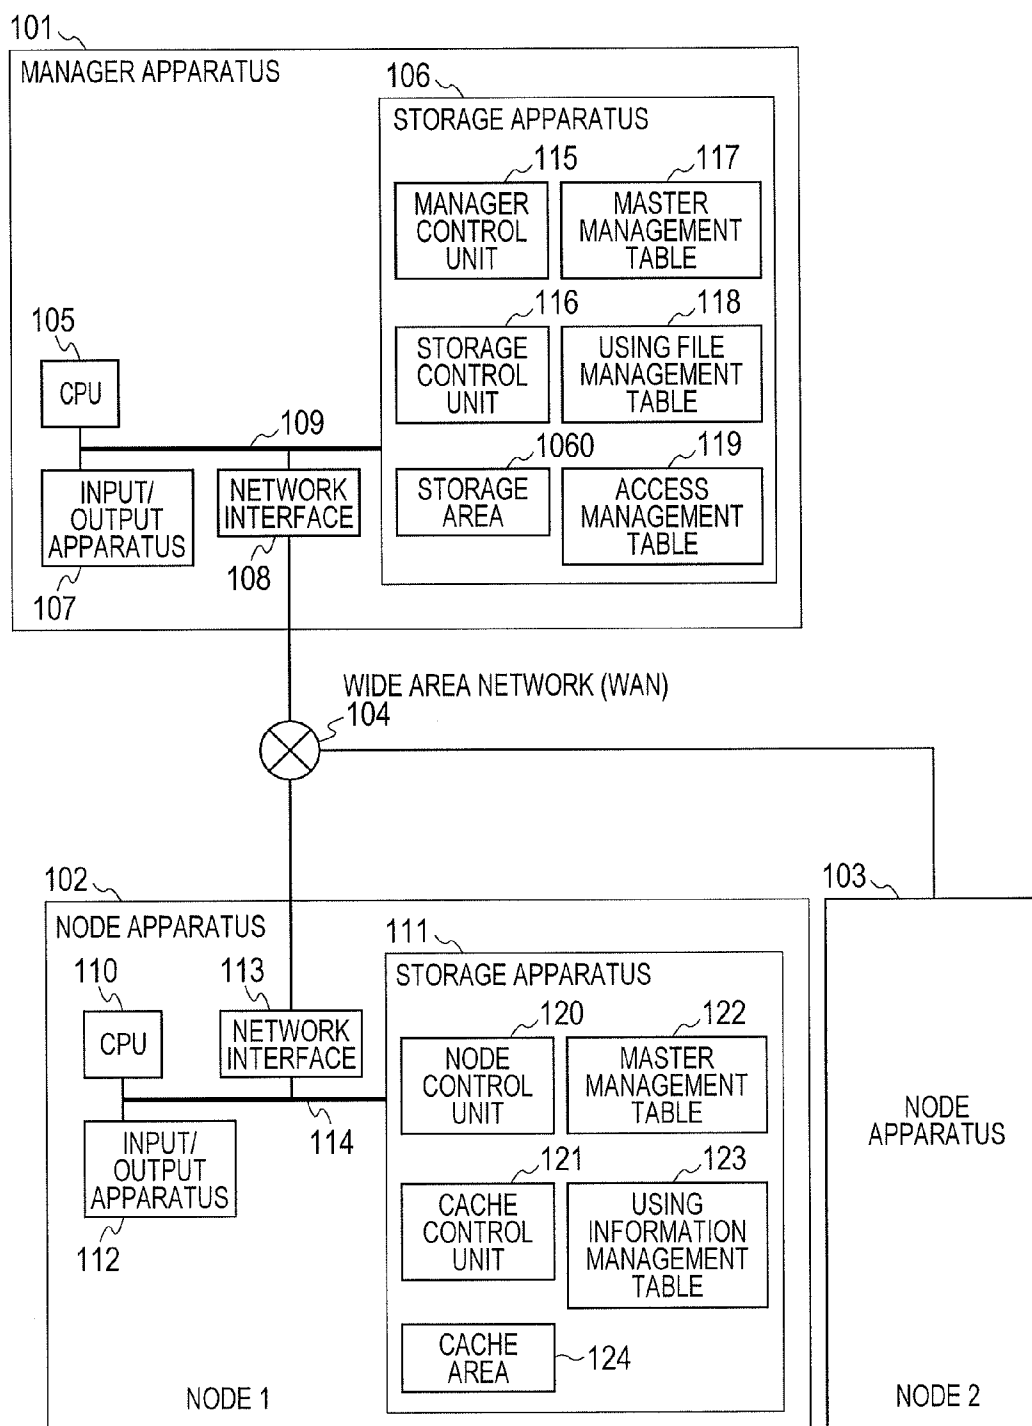 101
MANAGER APPARATUS
106
STORAGE APPARATUS
115
MANAGER
CONTROL
UNIT
117
MASTER
MANAGEMENT
TABLE
116
STORAGE
CONTROL
UNIT
118
USING FILE
MANAGEMENT
TABLE
1060
STORAGE
AREA
119
ACCESS
MANAGEMENT
TABLE
105
CPU
109
INPUT/
OUTPUT
APPARATUS
107
NETWORK
INTERFACE
108
WIDE AREA NETWORK (WAN)
104
102
NODE APPARATUS
110
CPU
113
NETWORK
INTERFACE
114
INPUT/
OUTPUT
APPARATUS
112
111
STORAGE APPARATUS
120
NODE
CONTROL
UNIT
122
MASTER
MANAGEMENT
TABLE
121
CACHE
CONTROL
UNIT
123
USING
INFORMATION
MANAGEMENT
TABLE
CACHE
AREA
124
NODE 1
103
NODE
APPARATUS
NODE 2